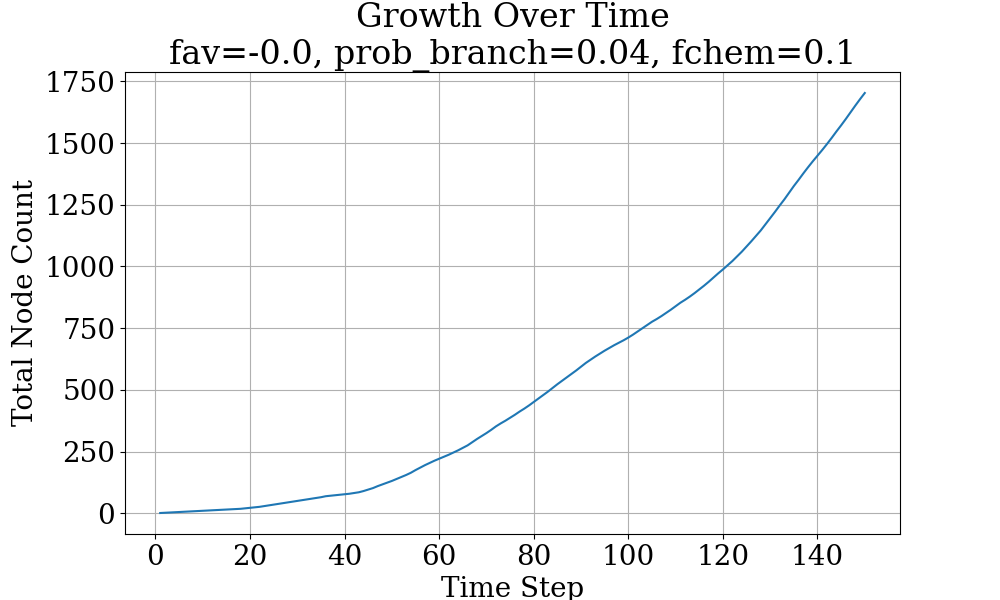 Growth Over Time
fav=-0.0, prob_branch=0.04, fchem=0.1
Total Node Count
1750
1500
1250
1000
750
500
250
0
0 20 40 60 80 100 120 140
Time Step